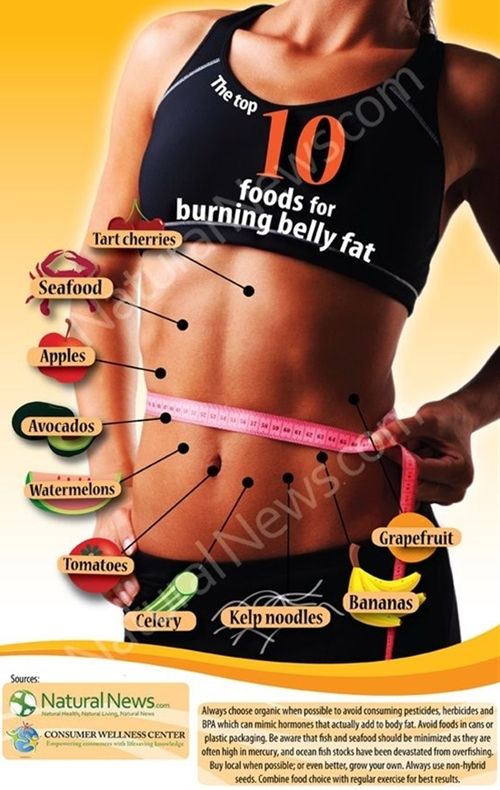 The top
10
foods for
burning belly fat
Tart cherries
Seafood
Apples
Avocados
Watermelons
Tomatoes
Celery
Kelp noodles
Bananas
Grapefruit
NaturalNews.com
NaturalNews.com
Sources:
NaturalNews.com
Natural Health, Natural Living, Natural News
CONSUMER WELLNESS CENTER
Empowering consumers with lifesaving knowledge
Always choose organic when possible to avoid consuming pesticides, herbicides and
BPA which can mimic hormones that actually add to body fat. Avoid foods in cans or
plastic packaging. Be aware that fish and seafood should be minimized as they are
often high in mercury, and ocean fish stocks have been devastated from overfishing.
Buy local when possible; or even better, grow your own. Always use non-hybrid
seeds. Combine food choice with regular exercise for best results.